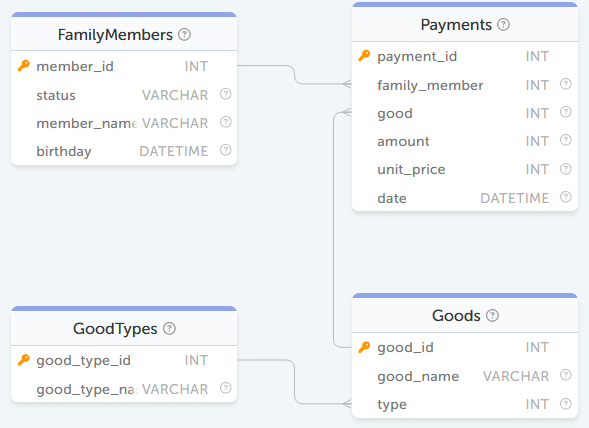 FamilyMembers
member_id INT
status VARCHAR
member_name VARCHAR
birthday DATETIME
Payments
payment_id INT
family_member INT
good INT
amount INT
unit_price INT
date DATETIME
GoodTypes
good_type_id INT
good_type_na VARCHAR
Goods
good_id INT
good_name VARCHAR
type INT